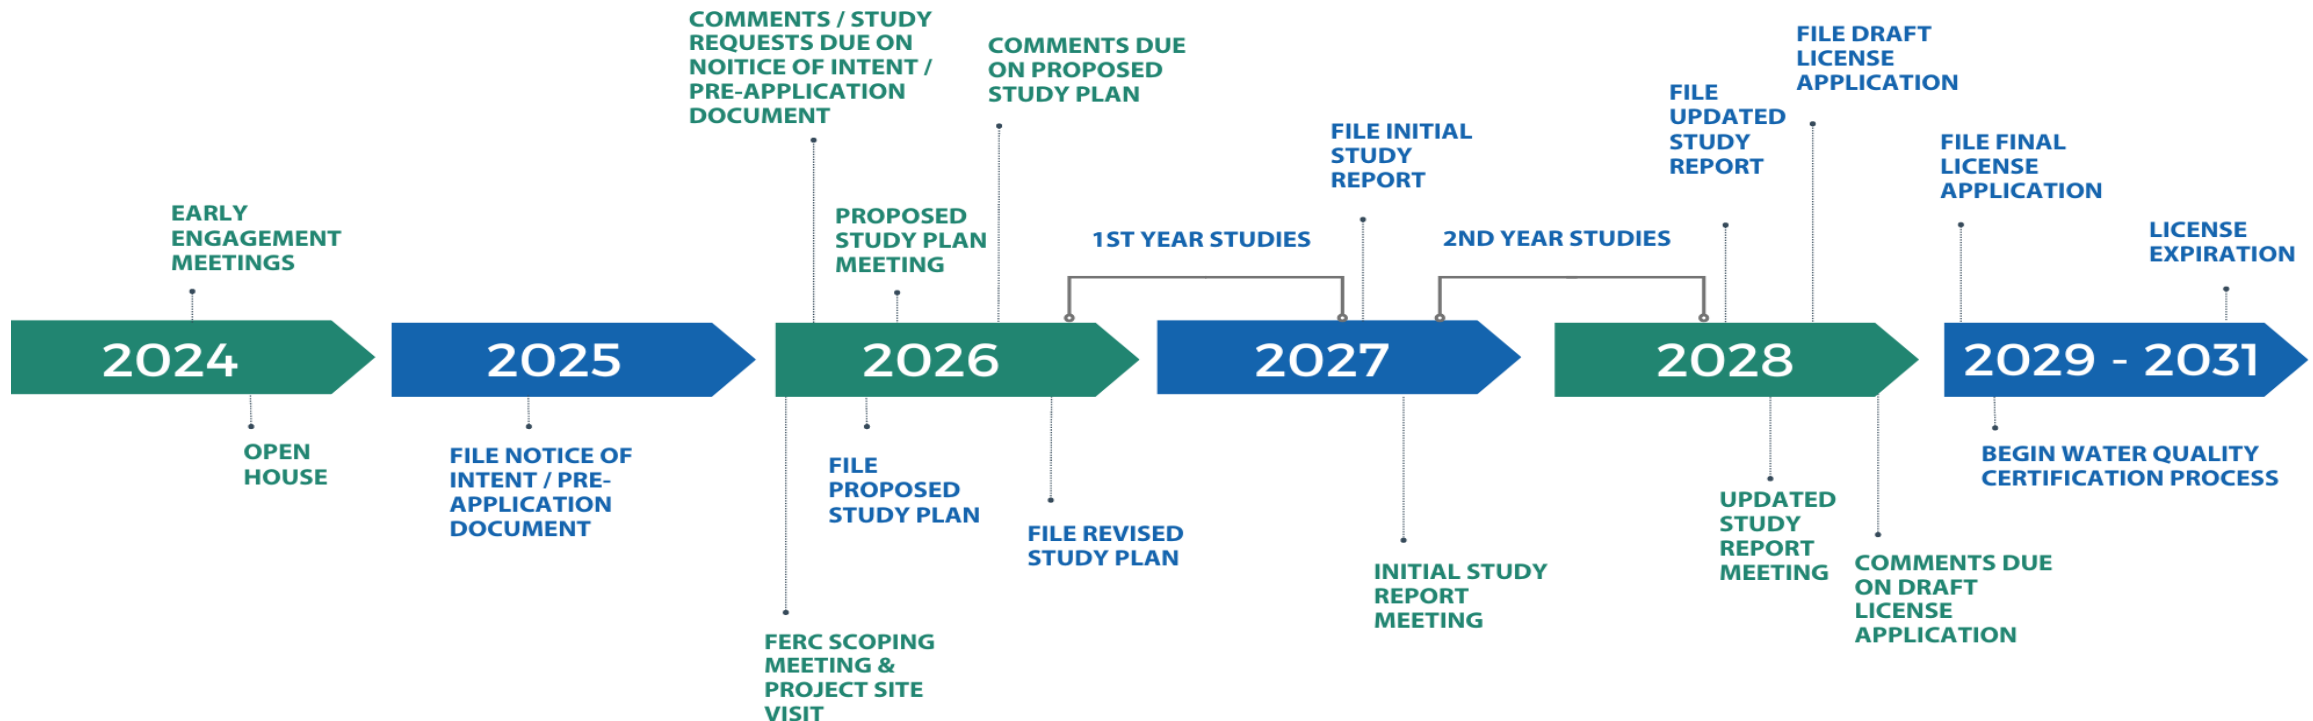 COMMENTS / STUDY
REQUESTS DUE ON
NOITICE OF INTENT /
PRE-APPLICATION
DOCUMENT
COMMENTS DUE
ON PROPOSED
STUDY PLAN
FILE DRAFT
LICENSE
APPLICATION
FILE
UPDATED
STUDY
REPORT
FILE INITIAL
STUDY
REPORT
FILE FINAL
LICENSE
APPLICATION
EARLY
ENGAGEMENT
MEETINGS
PROPOSED
STUDY PLAN
MEETING
1ST YEAR STUDIES
2ND YEAR STUDIES
LICENSE
EXPIRATION
2024
2025
2026
2027
2028
2029 - 2031
OPEN
HOUSE
FILE NOTICE OF
INTENT / PRE-
APPLICATION
DOCUMENT
FILE
PROPOSED
STUDY PLAN
FILE REVISED
STUDY PLAN
FERC SCOPING
MEETING &
PROJECT SITE
VISIT
INITIAL STUDY
REPORT
MEETING
UPDATED
STUDY
REPORT
MEETING
COMMENTS DUE
ON DRAFT
LICENSE
APPLICATION
BEGIN WATER QUALITY
CERTIFICATION PROCESS